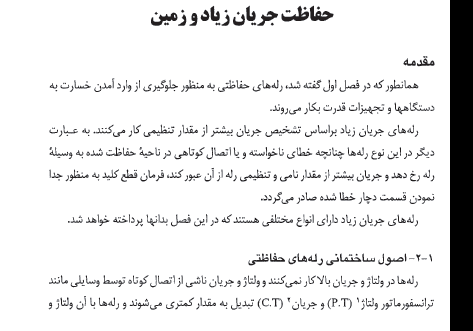 حفاظت جریان زیاد و زمین
مقدمه
همانطور که در فصل اول گفته شد، رله‌های حفاظتی به منظور جلوگیری از وارد آمدن خسارت به
دستگاهها و تجهیزات قدرت بکار می‌روند.
رله‌های جریان زیاد براساس تشخیص جریان بیشتر از مقدار تنظیمی کار می‌کنند. به عبارت
دیگر در این نوع رله‌ها چنانچه خطای ناخواسته و یا اتصال کوتاهی در ناحیهٔ حفاظت شده به وسیلهٔ
رله رخ دهد و جریان بیشتر از مقدار نامی و تنظیمی رله از آن عبور کند، فرمان قطع کلید به منظور جدا
نمودن قسمت دچار خطا شده صادر می‌گردد.
رله‌های جریان زیاد دارای انواع مختلفی هستند که در این فصل بدانها پرداخته خواهد شد.
۲-۱- اصول ساختمانی رله‌های حفاظتی
رله‌ها در ولتاژ و جریان بالا کار نمی‌کنند و ولتاژ و جریان ناشی از اتصال کوتاه توسط وسایلی مانند
ترانسفورماتور ولتاژ۱ (P.T) و جریان۲ (C.T) تبدیل به مقدار کمتری می‌شوند و رله‌ها با آن ولتاژ و